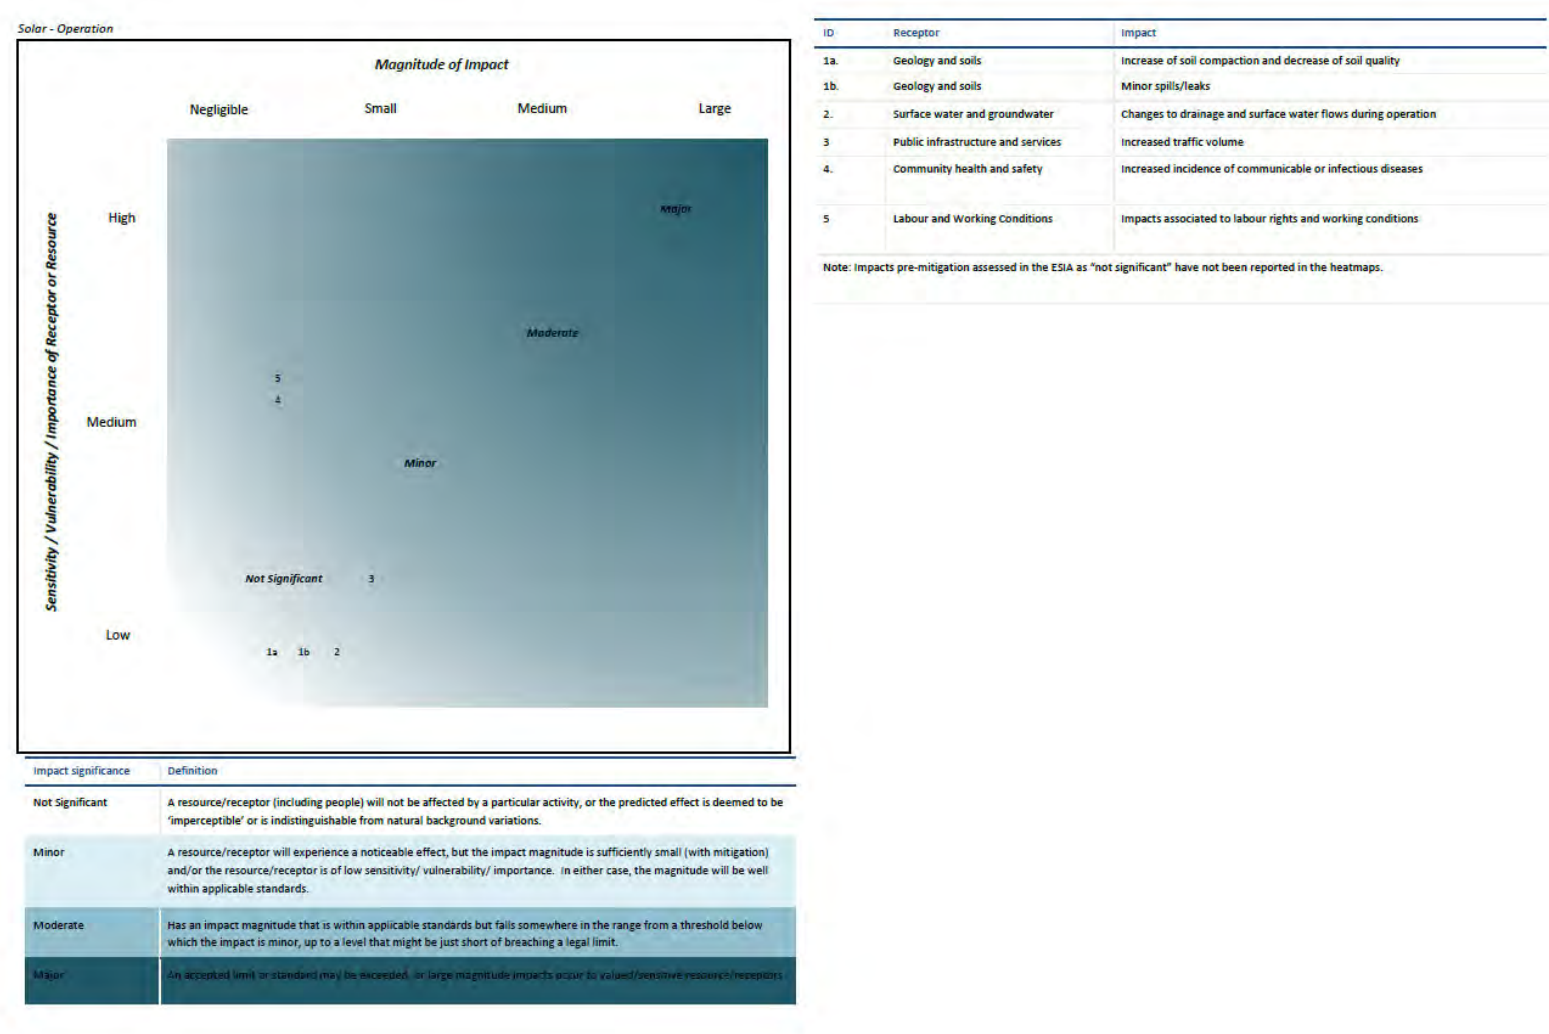 Solar - Operation
Magnitude of Impact
Negligible Small Medium Large
Sensitivity / Vulnerability / Importance of Receptor or Resource
High
Major
Moderate
5
4
Medium
Minor
Not Significant 3
Low
1a 1b 2
Impact significance Definition
Not Significant A resource/receptor (including people) will not be affected by a particular activity, or the predicted effect is deemed to be
‘imperceptible’ or is indistinguishable from natural background variations.
Minor A resource/receptor will experience a noticeable effect, but the impact magnitude is sufficiently small (with mitigation)
and/or the resource/receptor is of low sensitivity/ vulnerability/ importance. In either case, the magnitude will be well
within applicable standards.
Moderate Has an impact magnitude that is within applicable standards but falls somewhere in the range from a threshold below
which the impact is minor, up to a level that might be just short of breaching a legal limit.
Major An accepted limit or standard may be exceeded, or large magnitude impacts occur to valued/sensitive resource/receptors
ID Receptor Impact
1a. Geology and soils Increase of soil compaction and decrease of soil quality
1b. Geology and soils Minor spills/leaks
2. Surface water and groundwater Changes to drainage and surface water flows during operation
3 Public infrastructure and services Increased traffic volume
4. Community health and safety Increased incidence of communicable or infectious diseases
5 Labour and Working Conditions Impacts associated to labour rights and working conditions
Note: Impacts pre-mitigation assessed in the ESIA as “not significant” have not been reported in the heatmaps.